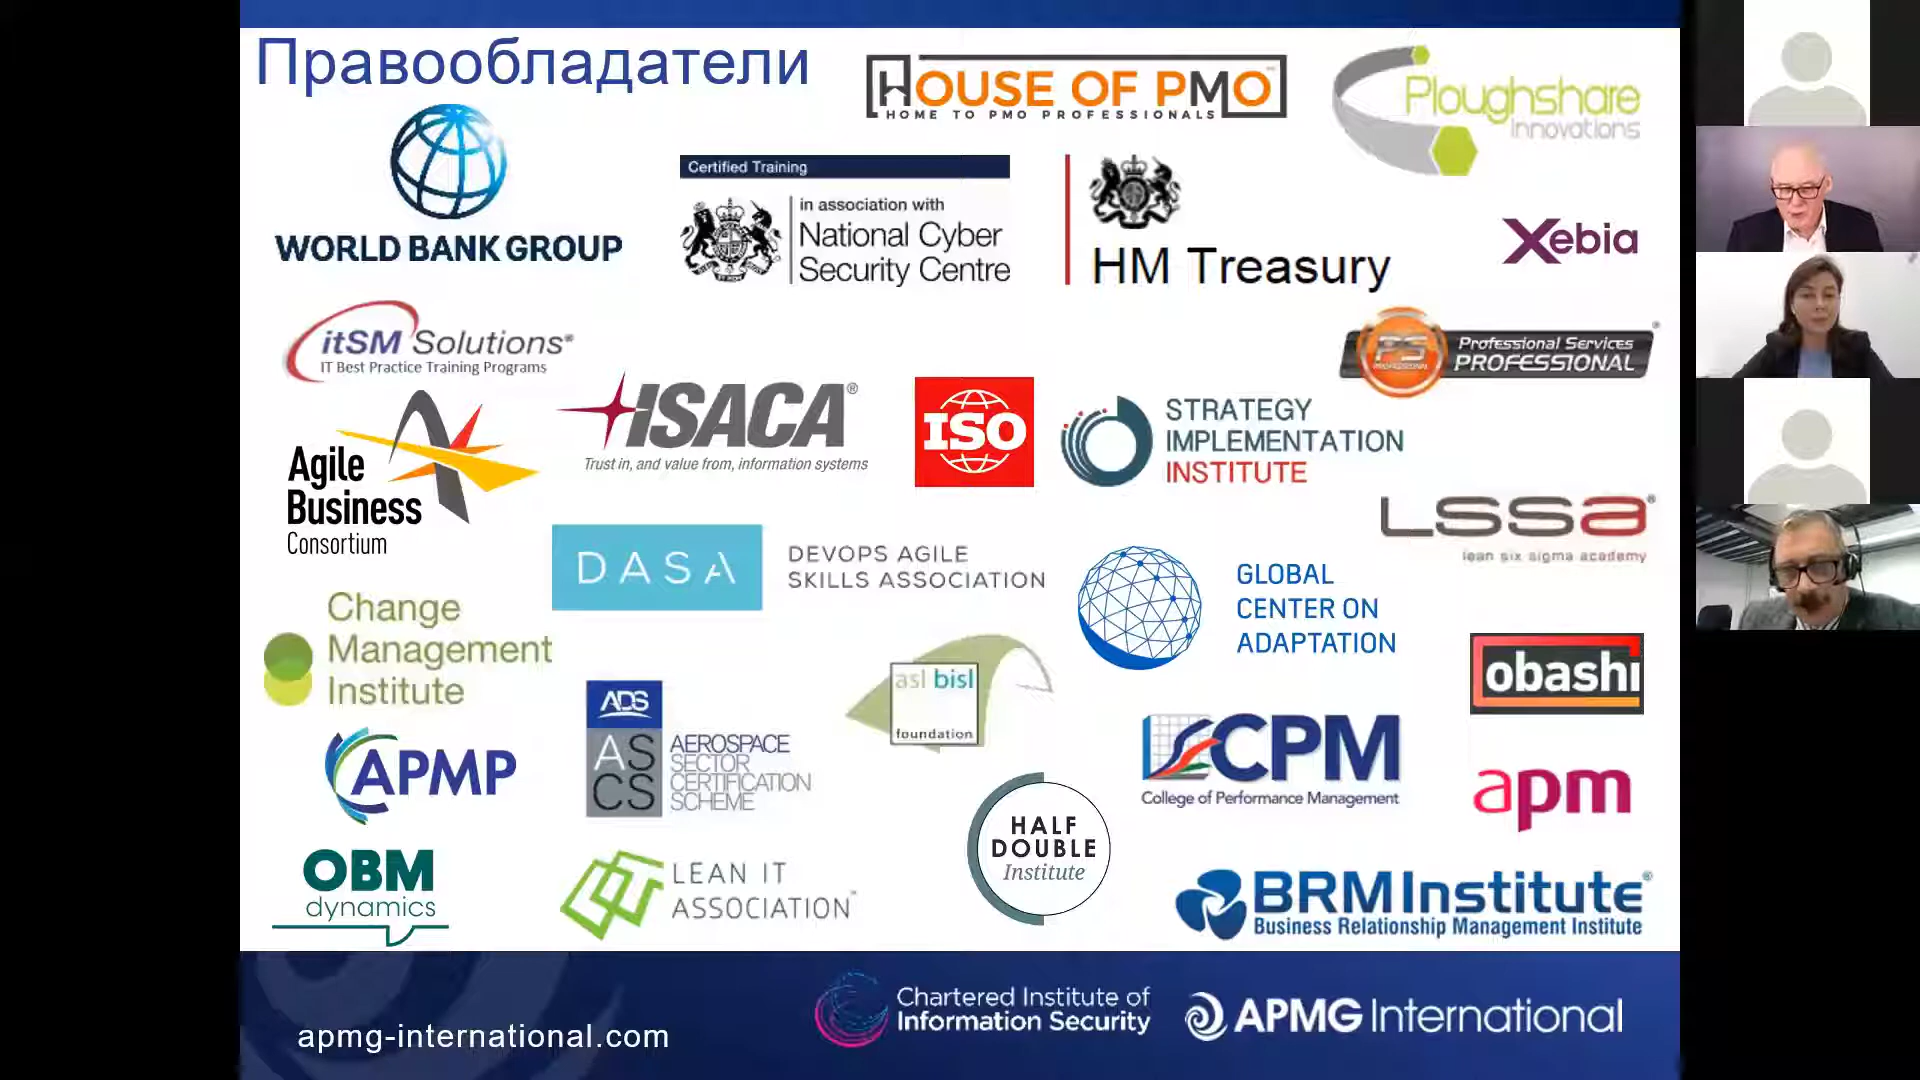 Правообладатели
HOUSE OF PMO
HOME TO PMO PROFESSIONALS
Ploughshare
Innovations
WORLD BANK GROUP
Certified Training
in association with
National Cyber
Security Centre
HM Treasury
Xebia
itSM Solutions®
IT Best Practice Training Programs
PS
PROFESSIONAL
Professional Services
PROFESSIONAL
®
Agile
Business
Consortium
ISACA®
Trust in, and value from, information systems
ISO
STRATEGY
IMPLEMENTATION
INSTITUTE
LSSa®
lean six sigma academy
DASA
DEVOPS AGILE
SKILLS ASSOCIATION
GLOBAL
CENTER ON
ADAPTATION
Change
Management
Institute
ADS
AS
CS
AEROSPACE
SECTOR
CERTIFICATION
SCHEME
asl bisl
foundation
obashi
APMP
CPM
College of Performance Management
apm
OBM
dynamics
LEAN IT
ASSOCIATION™
HALF
DOUBLE
Institute
BRMInstitute®
Business Relationship Management Institute
apmg-international.com
Chartered Institute of
Information Security
APMG International